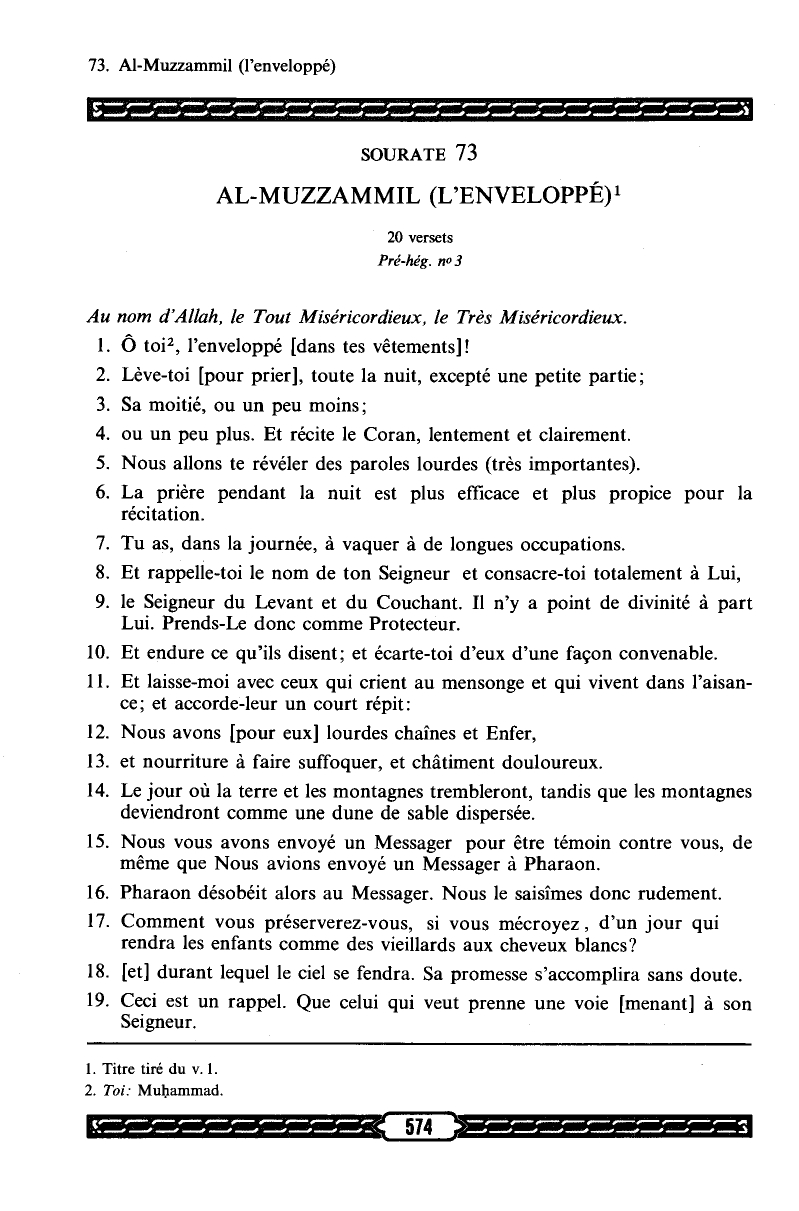 73. Al-Muzzammil (l'enveloppé)
SOURATE 73
AL-MUZZAMMIL (L'ENVELOPPÉ)¹
20 versets
Pré-hég. nº 3
Au nom d'Allah, le Tout Miséricordieux, le Très Miséricordieux.
1. Ô toi², l'enveloppé [dans tes vêtements]!
2. Lève-toi [pour prier], toute la nuit, excepté une petite partie;
3. Sa moitié, ou un peu moins;
4. ou un peu plus. Et récite le Coran, lentement et clairement.
5. Nous allons te révéler des paroles lourdes (très importantes).
6. La prière pendant la nuit est plus efficace et plus propice pour la
récitation.
7. Tu as, dans la journée, à vaquer à de longues occupations.
8. Et rappelle-toi le nom de ton Seigneur et consacre-toi totalement à Lui,
9. le Seigneur du Levant et du Couchant. Il n'y a point de divinité à part
Lui. Prends-Le donc comme Protecteur.
10. Et endure ce qu'ils disent; et écarte-toi d'eux d'une façon convenable.
11. Et laisse-moi avec ceux qui crient au mensonge et qui vivent dans l'aisan-
ce; et accorde-leur un court répit:
12. Nous avons [pour eux] lourdes chaînes et Enfer,
13. et nourriture à faire suffoquer, et châtiment douloureux.
14. Le jour où la terre et les montagnes trembleront, tandis que les montagnes
deviendront comme une dune de sable dispersée.
15. Nous vous avons envoyé un Messager pour être témoin contre vous, de
même que Nous avions envoyé un Messager à Pharaon.
16. Pharaon désobéit alors au Messager. Nous le saisîmes donc rudement.
17. Comment vous préserverez-vous, si vous mécroyez, d'un jour qui
rendra les enfants comme des vieillards aux cheveux blancs?
18. [et] durant lequel le ciel se fendra. Sa promesse s'accomplira sans doute.
19. Ceci est un rappel. Que celui qui veut prenne une voie [menant] à son
Seigneur.
1. Titre tiré du v. 1.
2. Toi: Muḥammad.
574